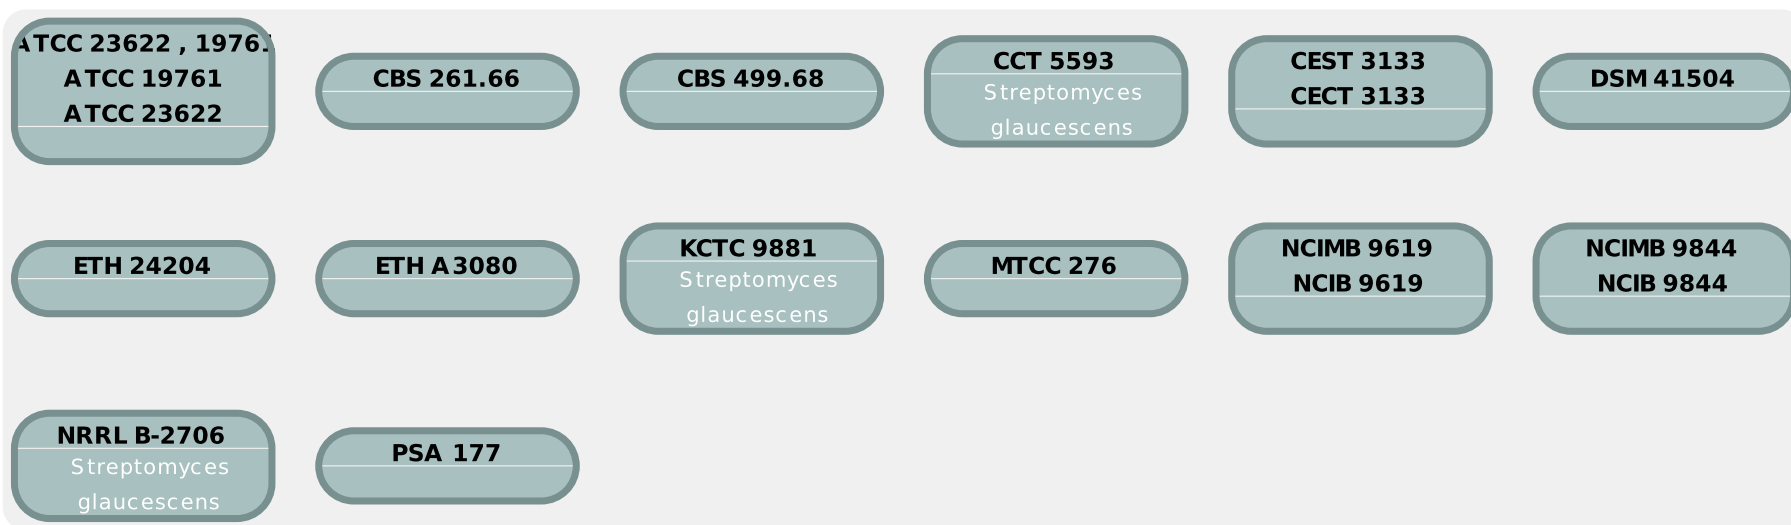 ATCC 23622 , 19761
ATCC 19761
ATCC 23622
CBS 261.66
CBS 499.68
CCT 5593
Streptomyces
glaucescens
CEST 3133
CECT 3133
DSM 41504
ETH 24204
ETH A3080
KCTC 9881
Streptomyces
glaucescens
MTCC 276
NCIMB 9619
NCIB 9619
NCIMB 9844
NCIB 9844
NRRL B-2706
Streptomyces
glaucescens
PSA 177